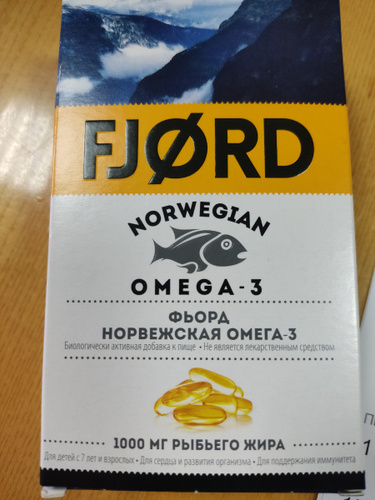 FJØRD
NORWEGIAN
OMEGA-3
ФЬОРД
НОРВЕЖСКАЯ ОМЕГА-3
Биологически активная добавка к пище • Не является лекарственным средством
1000 МГ РЫБЬЕГО ЖИРА
Для детей с 7 лет и взрослых • Для сердца и развития организма • Для поддержания иммунитета